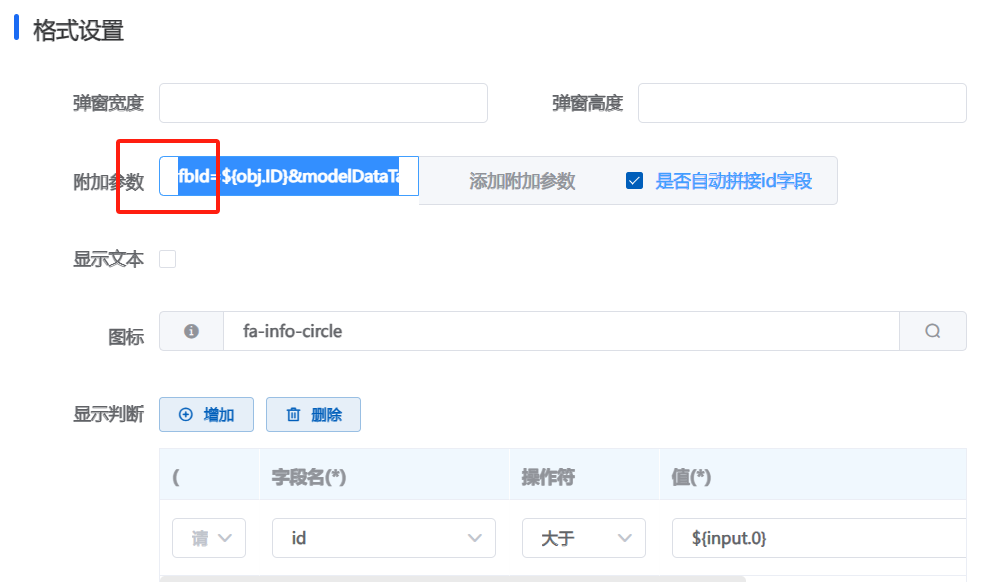 格式设置
弹窗宽度 弹窗高度
附加参数 fbId=${obj.ID}&modelDataTa 添加附加参数 是否自动拼接id字段
显示文本
图标 fa-info-circle
显示判断 增加 删除
( 字段名(*) 操作符 值(*)
请 id 大于 ${input.0}